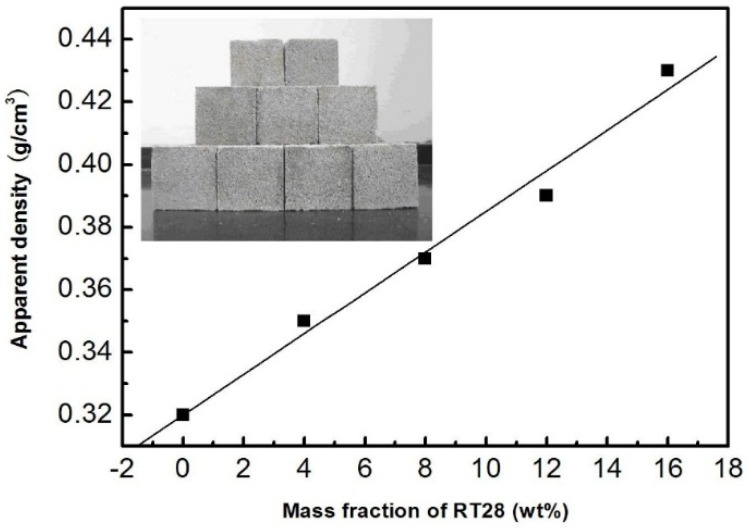 0.44
0.42
0.40
0.38
0.36
0.34
0.32
Apparent density (g/cm³)
-2 0 2 4 6 8 10 12 14 16 18
Mass fraction of RT28 (wt%)